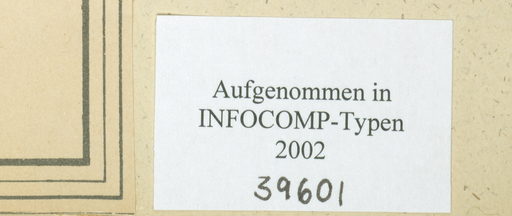 Aufgenommen in
INFOCOMP-Typen
2002
39601